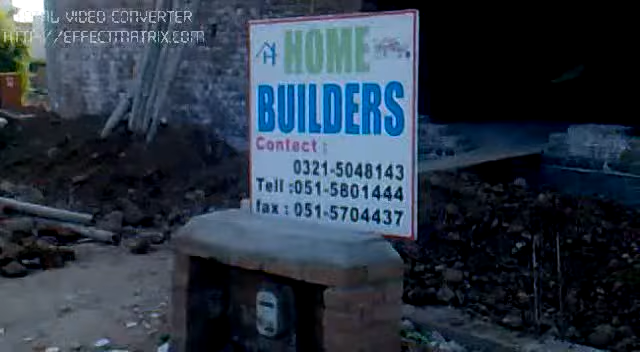 VIDEO CONVERTER
HTTP://EFFECTMATRIX.COM
HOME
BUILDERS
Contact :
0321-5048143
Tell :051-5801444
fax : 051-5704437